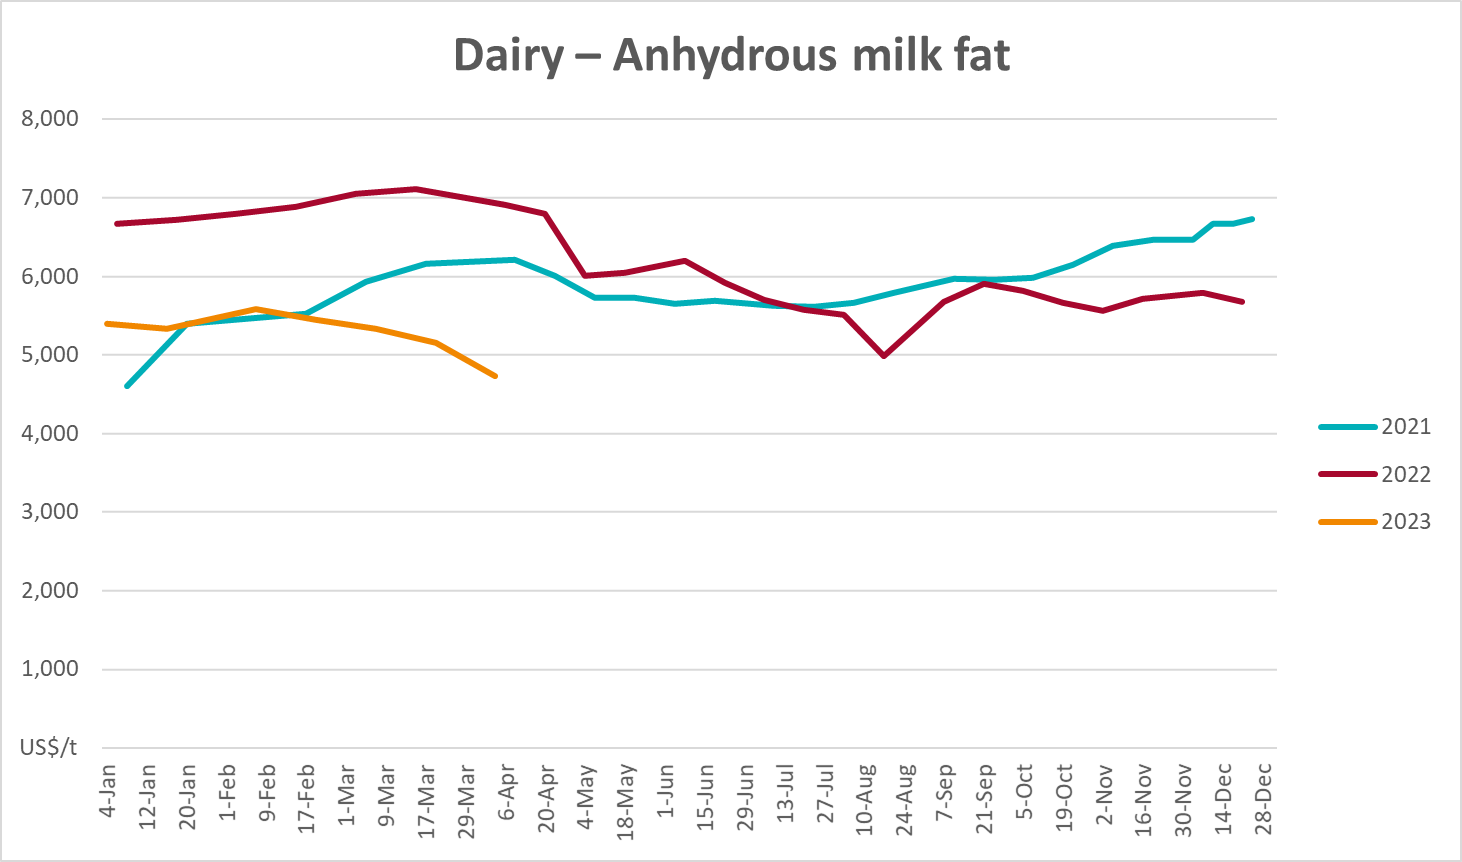 Dairy – Anhydrous milk fat
8,000
7,000
6,000
5,000
4,000
3,000
2,000
1,000
US$/t
4-Jan
12-Jan
20-Jan
1-Feb
9-Feb
17-Feb
1-Mar
9-Mar
17-Mar
29-Mar
6-Apr
20-Apr
4-May
18-May
1-Jun
15-Jun
29-Jun
13-Jul
27-Jul
10-Aug
24-Aug
7-Sep
21-Sep
5-Oct
19-Oct
2-Nov
16-Nov
30-Nov
14-Dec
28-Dec
2021
2022
2023